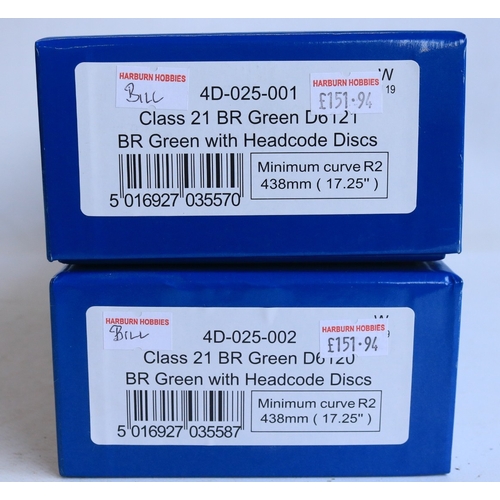 HARBURN HOBBIES
BILL
4D-025-001
HARBURN HOBBIES
£151.94
W
19
Class 21 BR Green D6121
BR Green with Headcode Discs
Minimum curve R2
438mm ( 17.25" )
5 016927 035570
HARBURN HOBBIES
BILL
4D-025-002
HARBURN HOBBIES
£151.94
W
9
Class 21 BR Green D6120
BR Green with Headcode Discs
Minimum curve R2
438mm ( 17.25" )
5 016927 035587